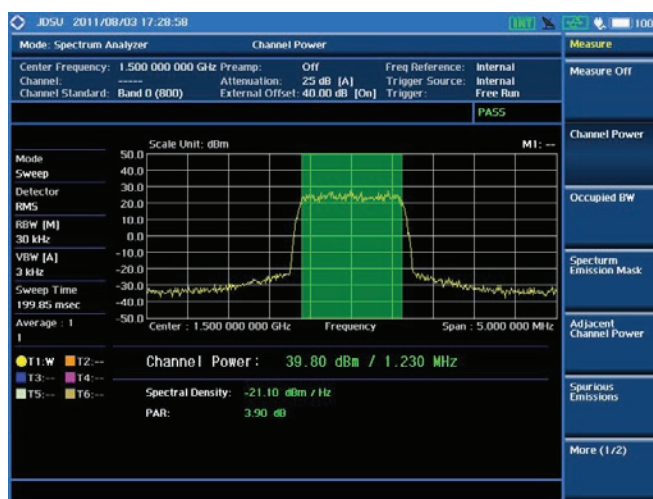 JDSU 2011/08/03 17:28:58 [INT] 100
Mode: Spectrum Analyzer Channel Power
Center Frequency: 1.500 000 000 GHz Preamp: Off Freq Reference: Internal
Channel: ----- Attenuation: 25 dB [A] Trigger Source: Internal
Channel Standard: Band 0 (800) External Offset: 40.00 dB [On] Trigger: Free Run
PASS
Scale Unit: dBm M1: --
Mode
Sweep
Detector
RMS
RBW [M]
30 kHz
VBW [A]
3 kHz
Sweep Time
199.85 msec
Average : 1
1
50.0
40.0
30.0
20.0
10.0
0.0
-10.0
-20.0
-30.0
-40.0
-50.0
Center : 1.500 000 000 GHz Frequency Span : 5.000 000 MHz
T1:W T2:--
T3:-- T4:--
T5:-- T6:--
Channel Power: 39.80 dBm / 1.230 MHz
Spectral Density: -21.10 dBm / Hz
PAR: 3.90 dB
Measure
Measure Off
Channel Power
Occupied BW
Specturm
Emission Mask
Adjacent
Channel Power
Spurious
Emissions
More (1/2)